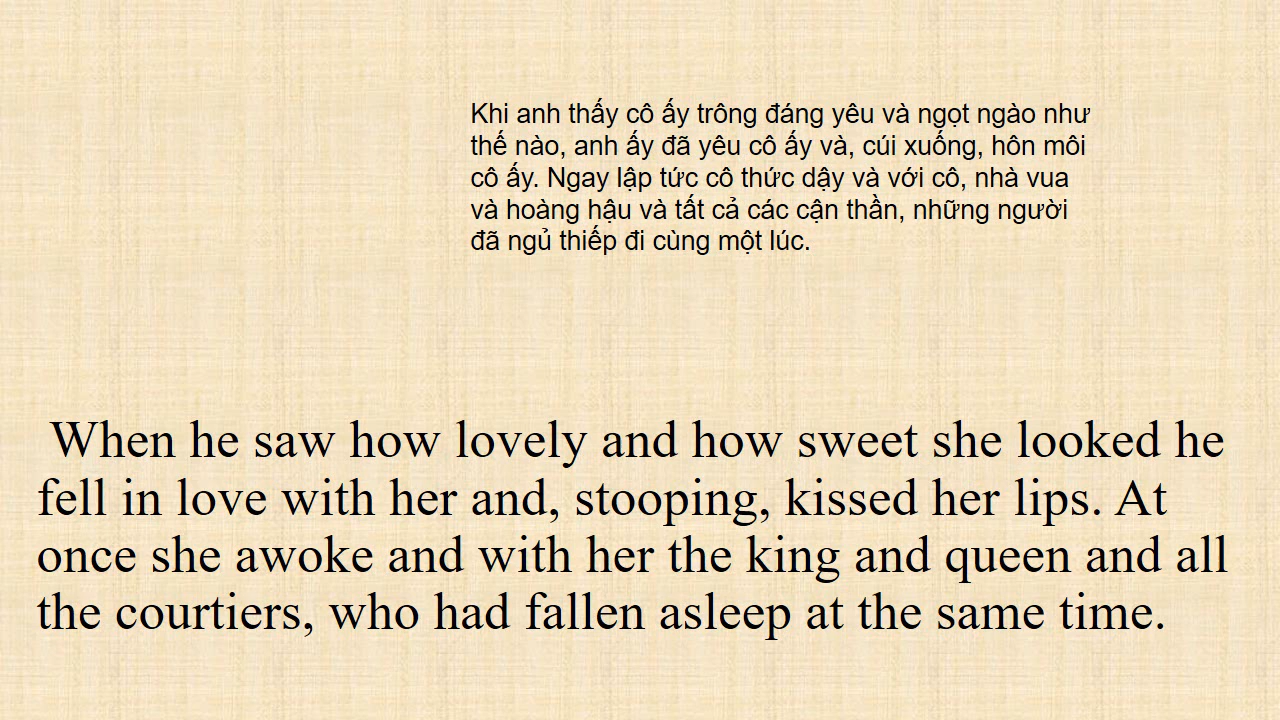 Khi anh thấy cô ấy trông đáng yêu và ngọt ngào như
thế nào, anh ấy đã yêu cô ấy và, cúi xuống, hôn môi
cô ấy. Ngay lập tức cô thức dậy và với cô, nhà vua
và hoàng hậu và tất cả các cận thần, những người
đã ngủ thiếp đi cùng một lúc.
When he saw how lovely and how sweet she looked he
fell in love with her and, stooping, kissed her lips. At
once she awoke and with her the king and queen and all
the courtiers, who had fallen asleep at the same time.